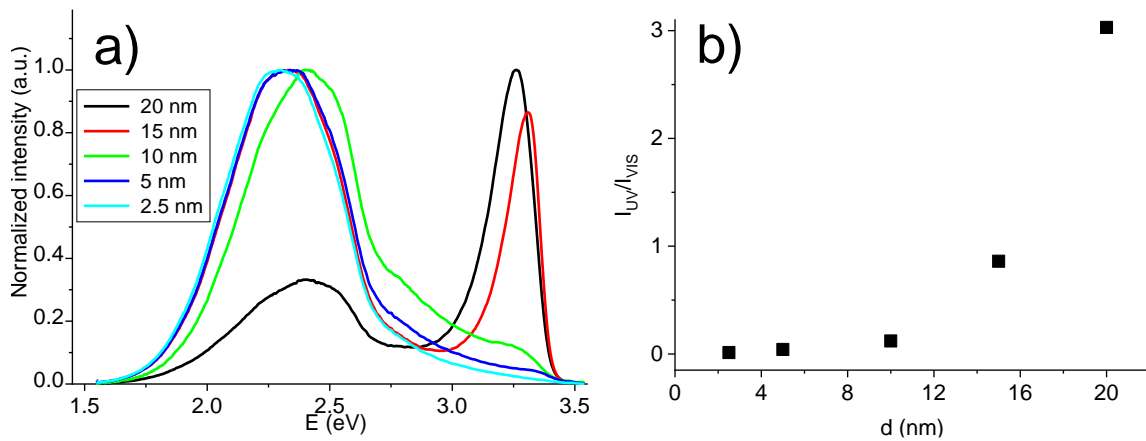 a)
Normalized intensity (a.u.)
1.0
0.8
0.6
0.4
0.2
0.0
20 nm
15 nm
10 nm
5 nm
2.5 nm
1.5 2.0 2.5 3.0 3.5
E (eV)
b)
I_UV/I_VIS
3
2
1
0
0 4 8 12 16 20
d (nm)